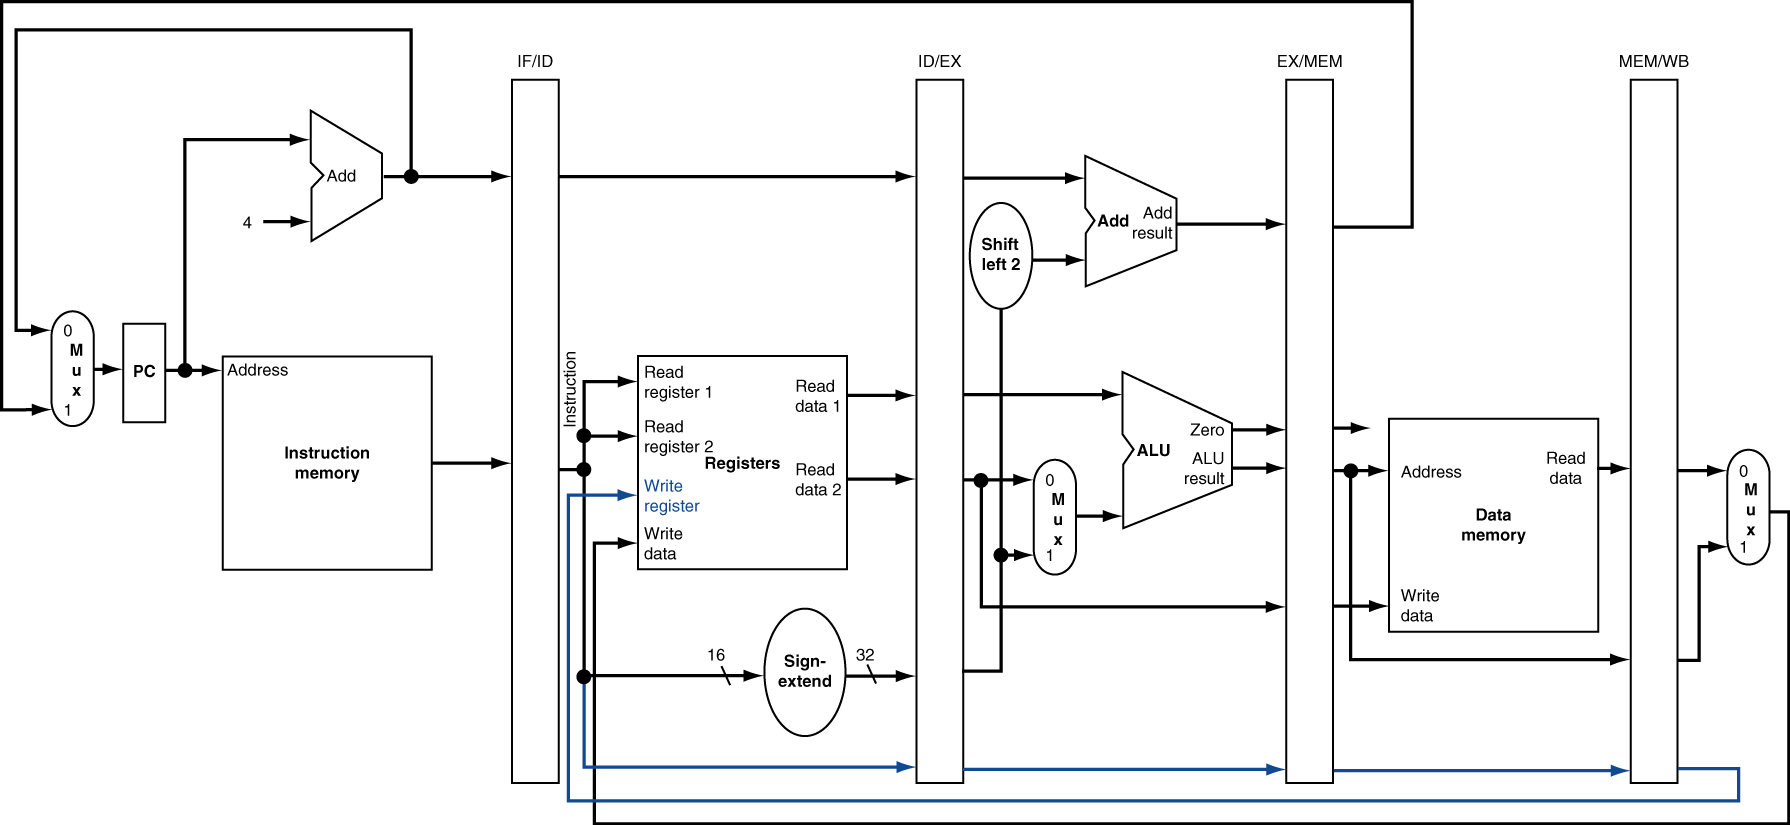 IF/ID
ID/EX
EX/MEM
MEM/WB
Add
4
Shift
left 2
Add
Add
result
0
M
u
x
1
PC
Address
Instruction
memory
Instruction
Read
register 1
Read
register 2
Write
register
Write
data
Registers
Read
data 1
Read
data 2
16
Sign-
extend
32
0
M
u
x
1
ALU
Zero
ALU
result
Address
Write
data
Data
memory
Read
data
0
M
u
x
1